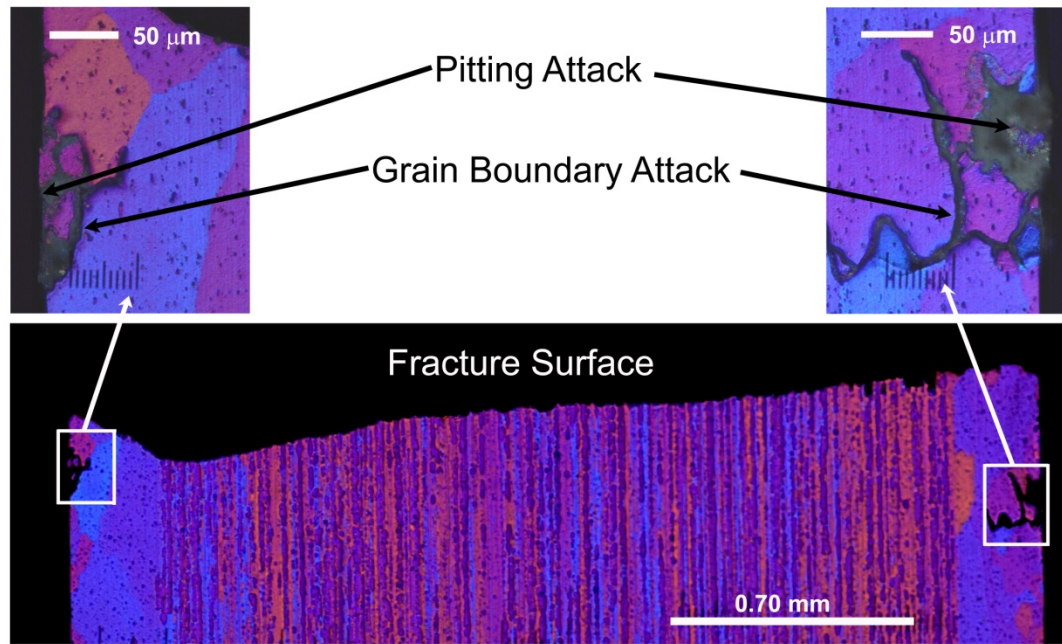 50 µm
50 µm
Pitting Attack
Grain Boundary Attack
Fracture Surface
0.70 mm